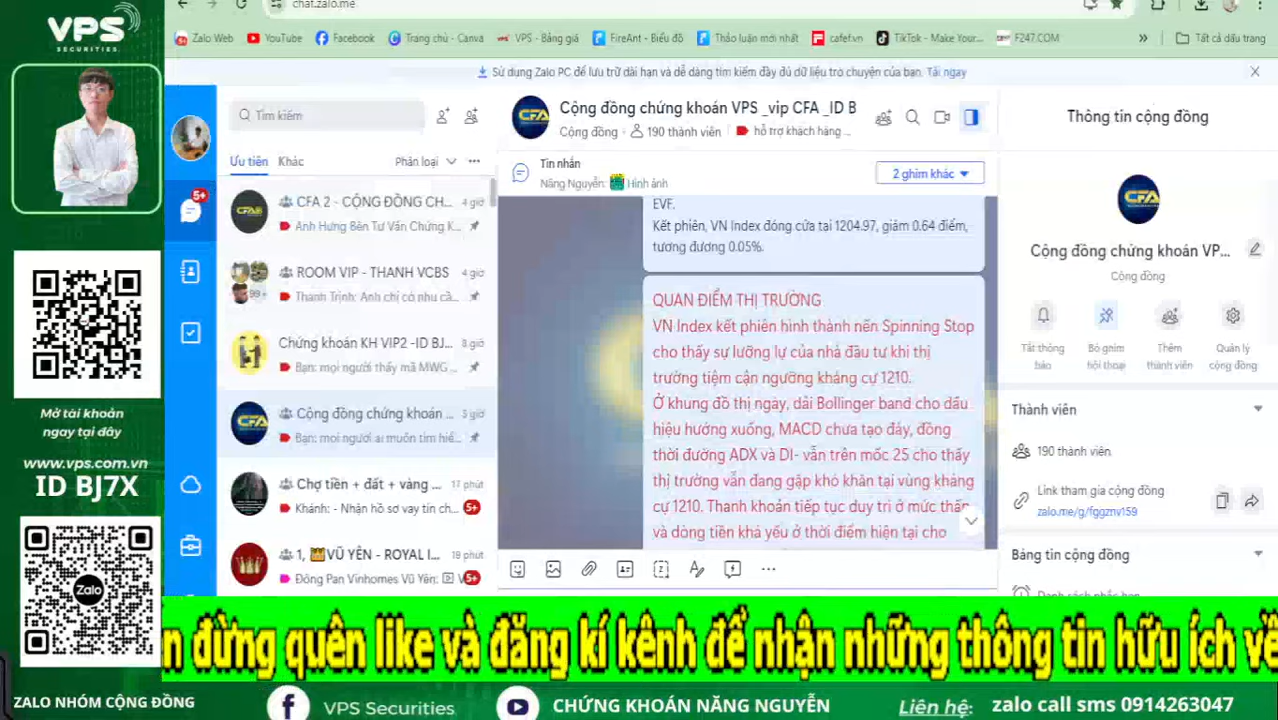 VPS
SECURITIES
Mở tài khoản
ngay tại đây
www.vps.com.vn
ID BJ7X
Zalo
chat.zalo.me
Zalo Web
YouTube
Facebook
Trang chủ - Canva
VPS - Bảng giá
FireAnt - Biểu đồ
Thảo luận mới nhất
cafef.vn
TikTok - Make Your...
F247.COM
Tất cả dấu trang
Sử dụng Zalo PC để lưu trữ dài hạn và dễ dàng tìm kiếm đầy đủ dữ liệu trò chuyện của bạn. Tải ngay
Tìm kiếm
Ưu tiên Khác Phân loại
CFA 2 - CỘNG ĐỒNG CH... 4 giờ
Anh Hưng Bên Tư Vấn Chứng K...
ROOM VIP - THANH VCBS 4 giờ
99+ Thanh Trịnh: Anh chị có nhu cầ...
Chứng khoán KH VIP2 -ID BJ... 3 giờ
Bạn: mọi người thấy mã MWG ...
Cộng đồng chứng khoán ... 5 giờ
Bạn: mọi người ai muốn tìm hiể...
Chợ tiền + đất + vàng ... 17 phút
Khánh: - Nhận hồ sơ vay tín ch... 5+
1, VŨ YÊN - ROYAL I... 18 phút
Đông Pan Vinhomes Vũ Yên: V 5+
5+
Cộng đồng chứng khoán VPS _vip CFA _ID B
Cộng đồng 190 thành viên hỗ trợ khách hàng ...
Tin nhắn
Năng Nguyễn: Hình ảnh
2 ghim khác
EVF.
Kết phiên, VN Index đóng cửa tại 1204.97, giảm 0.64 điểm,
tương đương 0.05%.
QUAN ĐIỂM THỊ TRƯỜNG
VN Index kết phiên hình thành nến Spinning Stop
cho thấy sự lưỡng lự của nhà đầu tư khi thị
trường tiệm cận ngưỡng kháng cự 1210.
Ở khung đồ thị ngày, dải Bollinger band cho dấu
hiệu hướng xuống, MACD chưa tạo đáy, đồng
thời đường ADX và DI- vẫn trên mốc 25 cho thấy
thị trường vẫn đang gặp khó khăn tại vùng kháng
cự 1210. Thanh khoản tiếp tục duy trì ở mức thấp
và dòng tiền khá yếu ở thời điểm hiện tại cho
Thông tin cộng đồng
CFA
Cộng đồng chứng khoán VP...
Cộng đồng
Tắt thông
báo
Bỏ ghim
hội thoại
Thêm
thành viên
Quản lý
cộng đồng
Thành viên
190 thành viên
Link tham gia cộng đồng
zalo.me/g/fggznv159
Bảng tin cộng đồng
Danh sách nhắc hẹn
n đừng quên like và đăng kí kênh để nhận những thông tin hữu ích về
ZALO NHÓM CỘNG ĐỒNG
VPS Securities
CHỨNG KHOÁN NĂNG NGUYỄN
Liên hệ: zalo call sms 0914263047